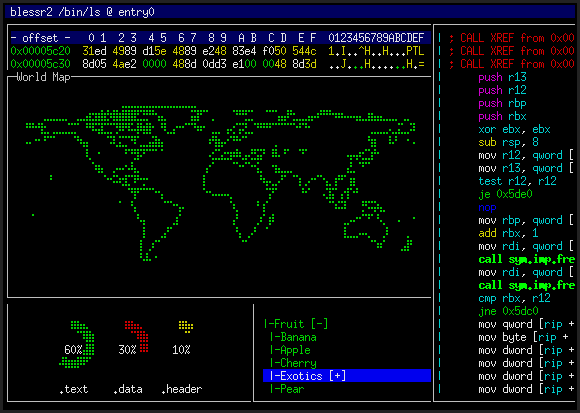 blessr2 /bin/ls @ entry0
- offset -   0 1  2 3  4 5  6 7  8 9  A B  C D  E F  0123456789ABCDEF
0x00005c20  31ed 4989 d15e 4889 e248 83e4 f050 544c  1.I..^H..H...PTL
0x00005c30  8d05 4ae2 0000 488d 0dd3 e100 0048 8d3d  ..J...H......H.=
World Map
60% 30% 10%
.text .data .header
|-Fruit [-]
|-Banana
|-Apple
|-Cherry
|-Exotics [+]
|-Pear
; CALL XREF from 0x00
; CALL XREF from 0x00
; CALL XREF from 0x00
push r13
push r12
push rbp
push rbx
xor ebx, ebx
sub rsp, 8
mov r12, qword [
mov r13, qword [
test r12, r12
je 0x5de0
nop
mov rbp, qword [
add rbx, 1
mov rdi, qword [
call sym.imp.fre
mov rdi, qword [
call sym.imp.fre
cmp rbx, r12
jne 0x5dc0
mov qword [rip +
mov byte [rip +
mov dword [rip +
mov dword [rip +
mov dword [rip +
mov dword [rip +